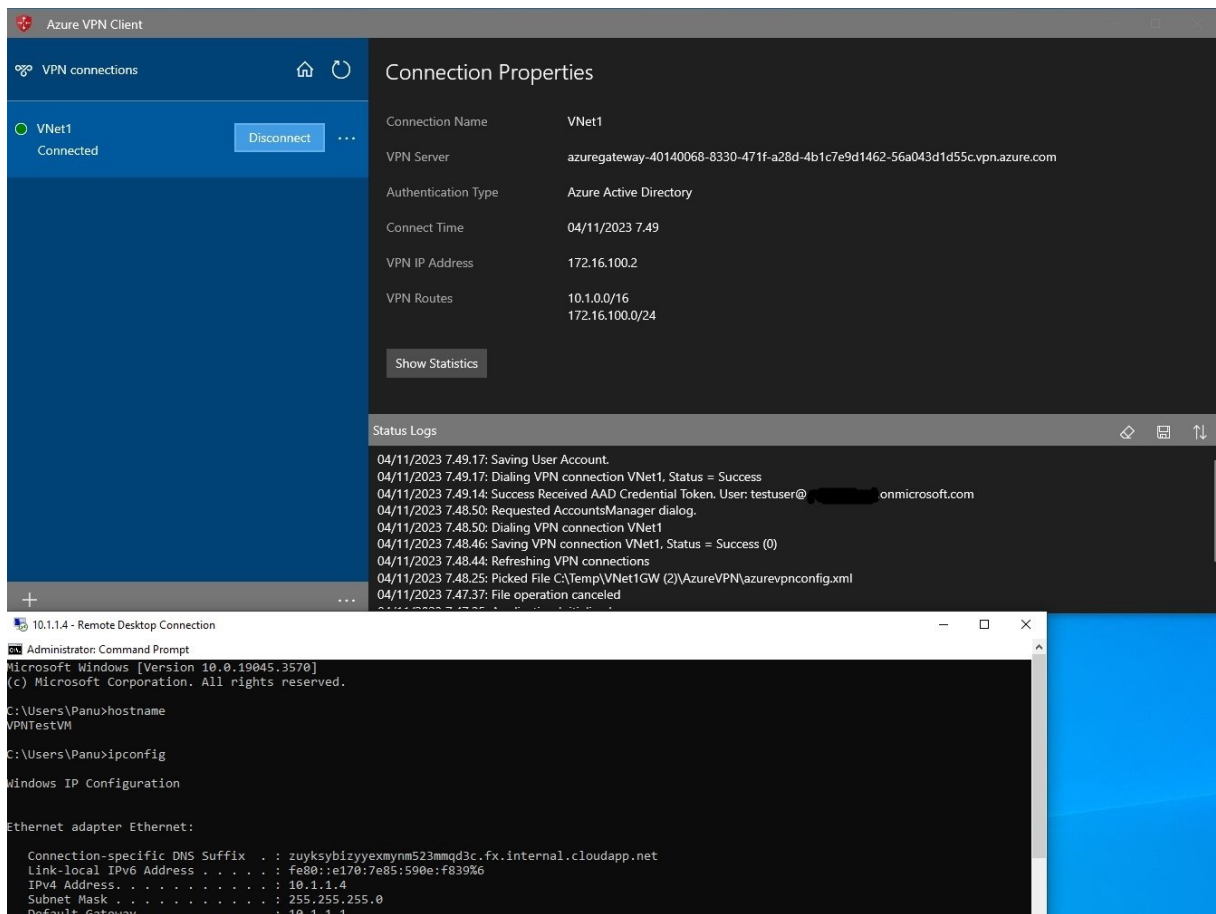 Azure VPN Client
VPN connections
VNet1
Connected
Disconnect
Connection Properties
Connection Name VNet1
VPN Server azuregateway-40140068-8330-471f-a28d-4b1c7e9d1462-56a043d1d55c.vpn.azure.com
Authentication Type Azure Active Directory
Connect Time 04/11/2023 7.49
VPN IP Address 172.16.100.2
VPN Routes 10.1.0.0/16
172.16.100.0/24
Show Statistics
Status Logs
04/11/2023 7.49.17: Saving User Account.
04/11/2023 7.49.17: Dialing VPN connection VNet1, Status = Success
04/11/2023 7.49.14: Success Received AAD Credential Token. User: testuser@ onmicrosoft.com
04/11/2023 7.48.50: Requested AccountsManager dialog.
04/11/2023 7.48.50: Dialing VPN connection VNet1
04/11/2023 7.48.46: Saving VPN connection VNet1, Status = Success (0)
04/11/2023 7.48.44: Refreshing VPN connections
04/11/2023 7.48.25: Picked File C:\Temp\VNet1GW (2)\AzureVPN\azurevpnconfig.xml
04/11/2023 7.47.37: File operation canceled
10.1.1.4 - Remote Desktop Connection
Administrator: Command Prompt
Microsoft Windows [Version 10.0.19045.3570]
(c) Microsoft Corporation. All rights reserved.
C:\Users\Panu>hostname
VPNTestVM
C:\Users\Panu>ipconfig
Windows IP Configuration
Ethernet adapter Ethernet:
Connection-specific DNS Suffix . : zuyksybizyyexmynm523mmqd3c.fx.internal.cloudapp.net
Link-local IPv6 Address . . . . . : fe80::e170:7e85:590e:f839%6
IPv4 Address. . . . . . . . . . . : 10.1.1.4
Subnet Mask . . . . . . . . . . . : 255.255.255.0
Default Gateway . . . . . . . . . : 10.1.1.1